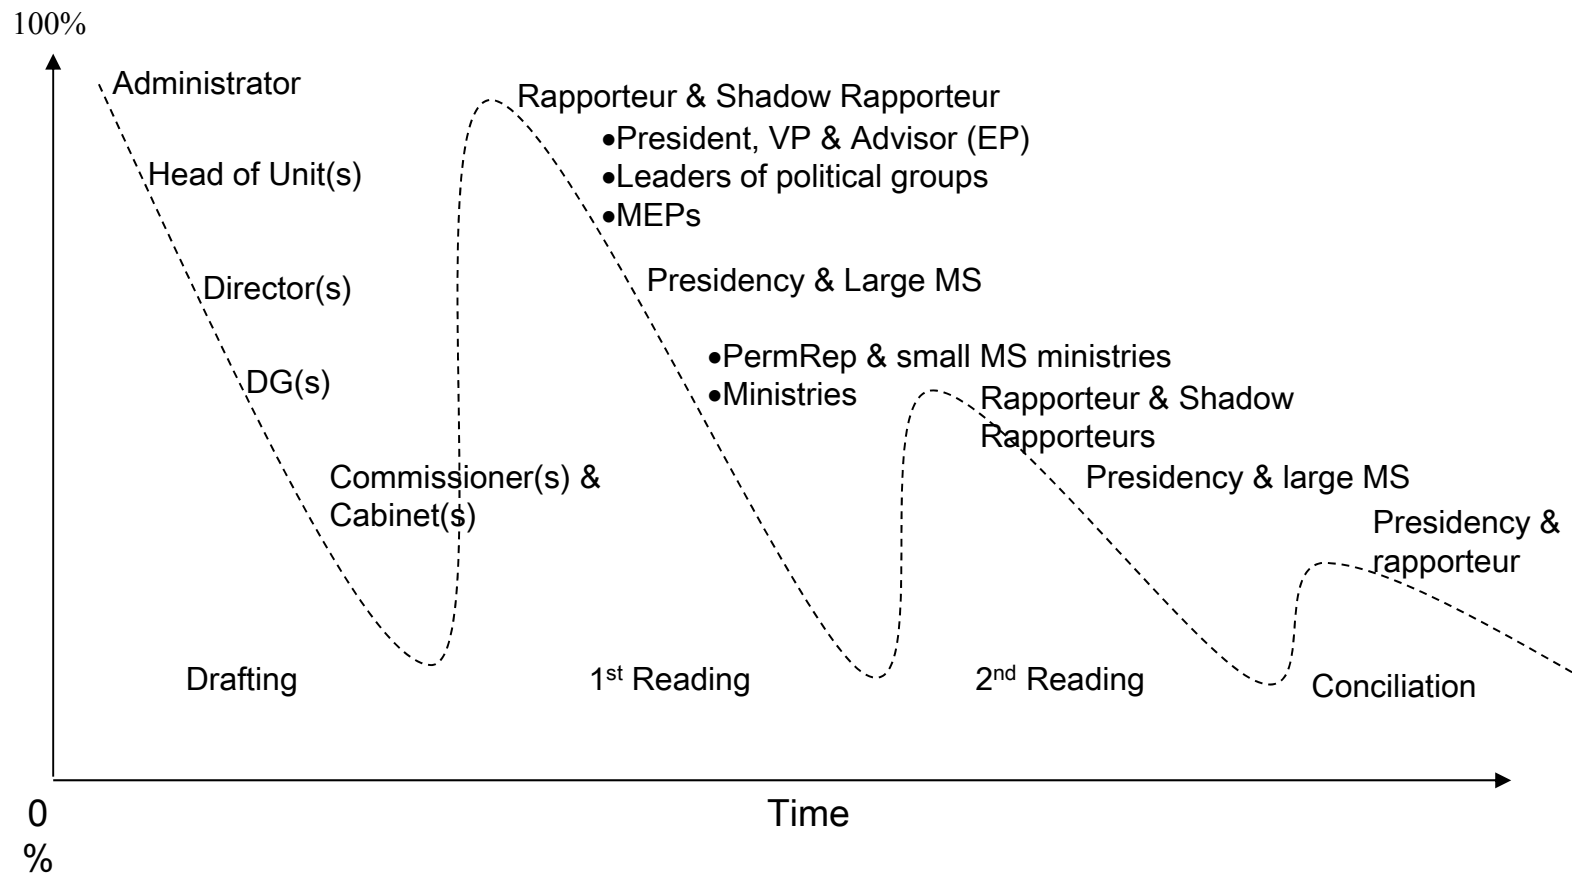 100%
Administrator
Head of Unit(s)
Director(s)
DG(s)
Commissioner(s) &
Cabinet(s)
Rapporteur & Shadow Rapporteur
•President, VP & Advisor (EP)
•Leaders of political groups
•MEPs
Presidency & Large MS
•PermRep & small MS ministries
•Ministries
Rapporteur & Shadow
Rapporteurs
Presidency & large MS
Presidency &
rapporteur
Drafting
1st Reading
2nd Reading
Conciliation
0
%
Time